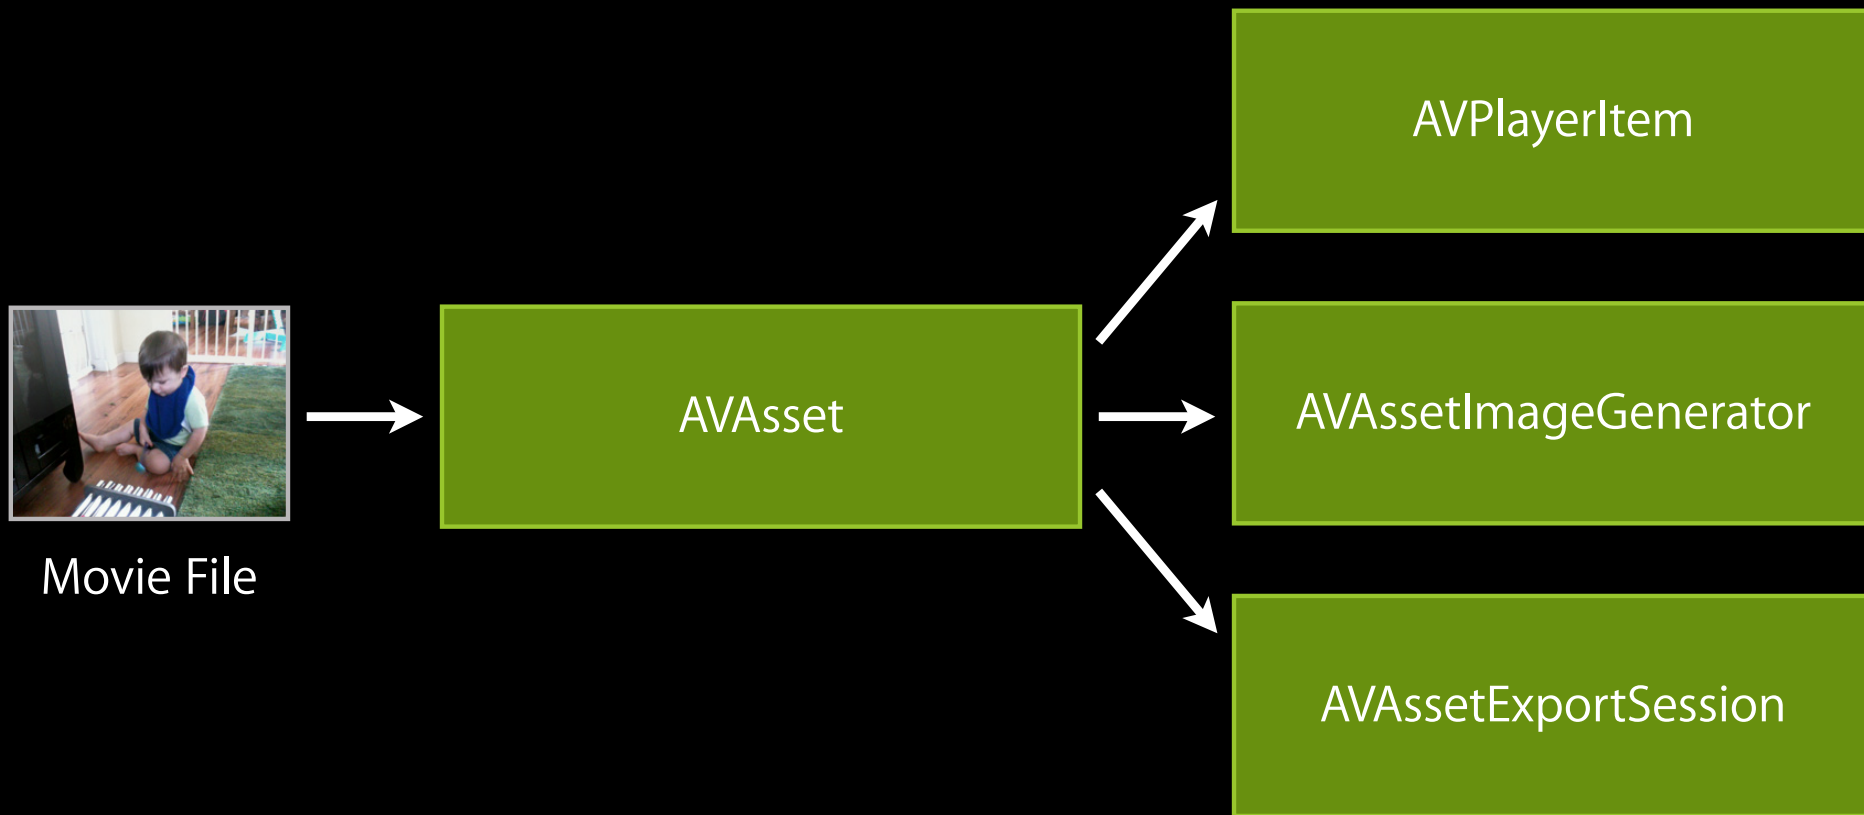 Movie File
AVAsset
AVPlayerItem
AVAssetImageGenerator
AVAssetExportSession